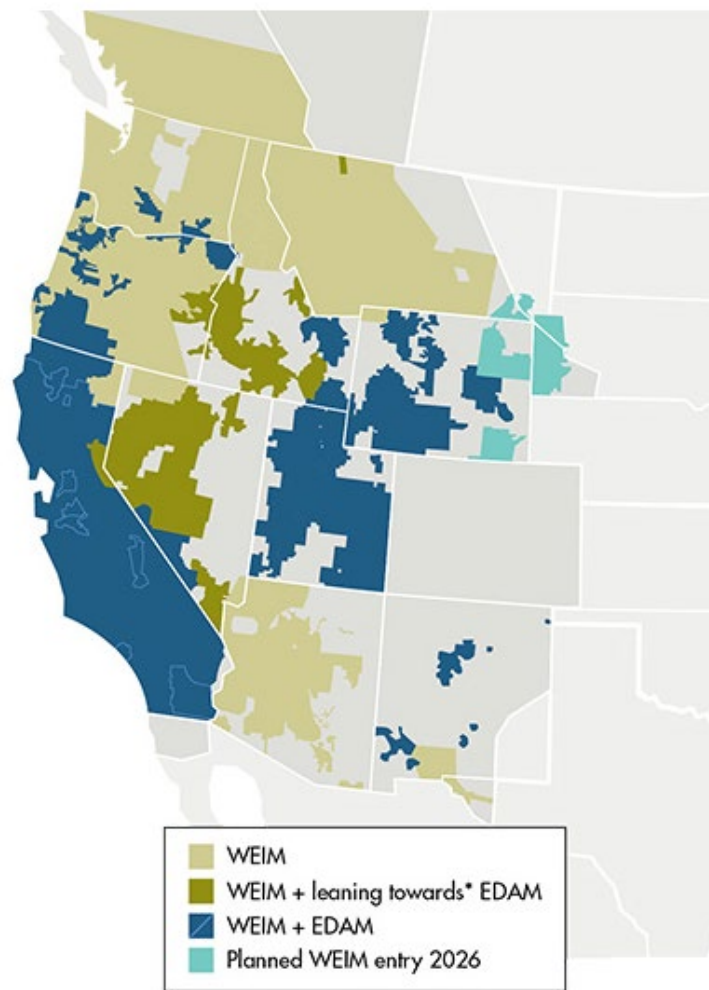 WEIM
WEIM + leaning towards* EDAM
WEIM + EDAM
Planned WEIM entry 2026